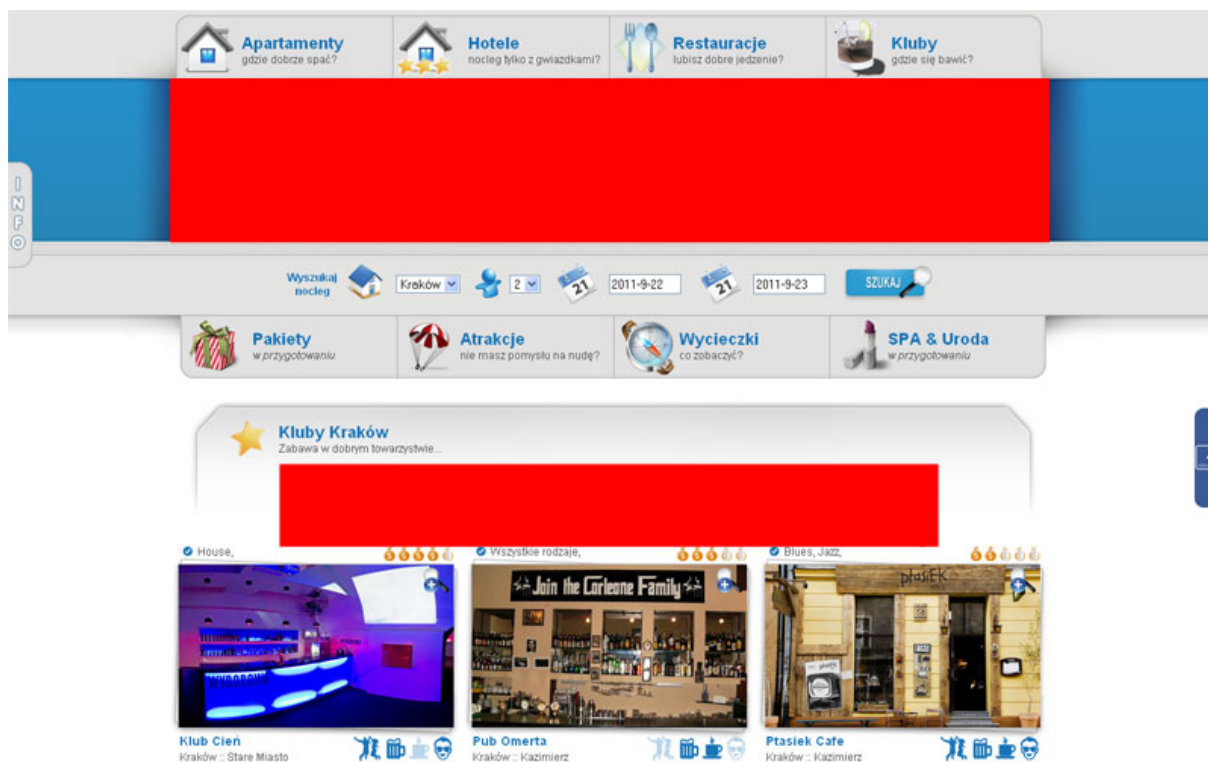 Apartamenty
gdzie dobrze spać?
Hotele
nocleg tylko z gwiazdkami?
Restauracje
lubisz dobre jedzenie?
Kluby
gdzie się bawić?
INFO
Wyszukaj
nocleg
Kraków
2
21
2011-9-22
21
2011-9-23
SZUKAJ
Pakiety
w przygotowaniu
Atrakcje
nie masz pomysłu na nudę?
Wycieczki
co zobaczyć?
SPA & Uroda
w przygotowaniu
Kluby Kraków
Zabawa w dobrym towarzystwie...
House,
Wszystkie rodzaje,
Blues, Jazz,
WYBOROWA
Join the Corleone Family
ptasiEK
Klub Cień
Kraków :: Stare Miasto
Pub Omerta
Kraków :: Kazimierz
Ptasiek Cafe
Kraków :: Kazimierz